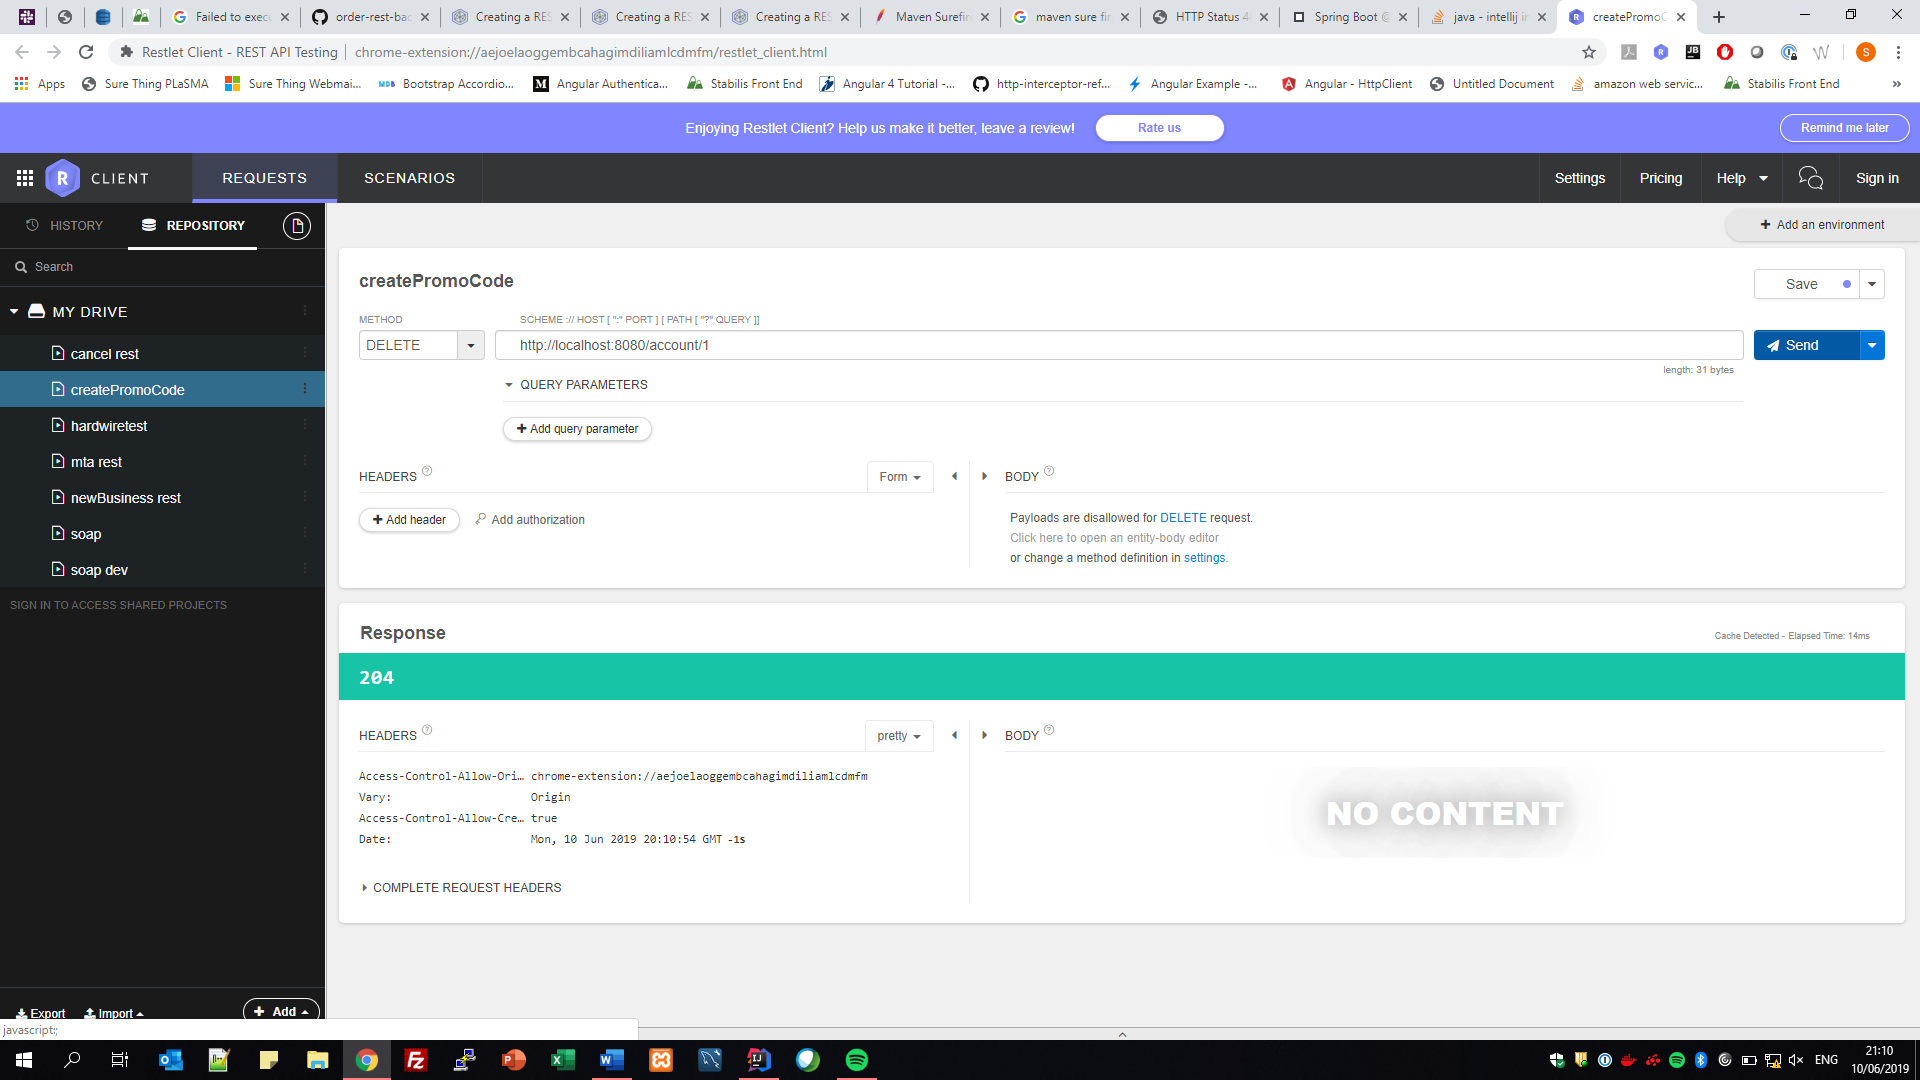 Failed to exec
order-rest-bac
Creating a RES
Creating a RES
Creating a RES
Maven Surefir
maven sure fir
HTTP Status 4
Spring Boot @
java - intellij i
createPromoC
Restlet Client - REST API Testing
chrome-extension://aejoelaoggembcahagimdiliamlcdmfm/restlet_client.html
Apps
Sure Thing PLaSMA
Sure Thing Webmai...
Bootstrap Accordio...
Angular Authentica...
Stabilis Front End
Angular 4 Tutorial -...
http-interceptor-ref...
Angular Example -...
Angular - HttpClient
Untitled Document
amazon web servic...
Stabilis Front End
»
Enjoying Restlet Client? Help us make it better, leave a review!
Rate us
Remind me later
R CLIENT
REQUESTS
SCENARIOS
Settings
Pricing
Help
Sign in
HISTORY
REPOSITORY
+ Add an environment
Search
createPromoCode
Save
MY DRIVE
METHOD
SCHEME :// HOST [ ":" PORT ] [ PATH [ "?" QUERY ]]
DELETE
http://localhost:8080/account/1
Send
length: 31 bytes
cancel rest
createPromoCode
hardwiretest
mta rest
newBusiness rest
soap
soap dev
SIGN IN TO ACCESS SHARED PROJECTS
QUERY PARAMETERS
+ Add query parameter
HEADERS ?
Form
BODY ?
+ Add header
Add authorization
Payloads are disallowed for DELETE request.
Click here to open an entity-body editor
or change a method definition in settings.
Response
Cache Detected - Elapsed Time: 14ms
204
HEADERS ?
pretty
BODY ?
Access-Control-Allow-Ori… chrome-extension://aejoelaoggembcahagimdiliamlcdmfm
Vary: Origin
Access-Control-Allow-Cre… true
Date: Mon, 10 Jun 2019 20:10:54 GMT -1s
NO CONTENT
COMPLETE REQUEST HEADERS
Export
Import
+ Add
javascript:;
ENG
21:10
10/06/2019